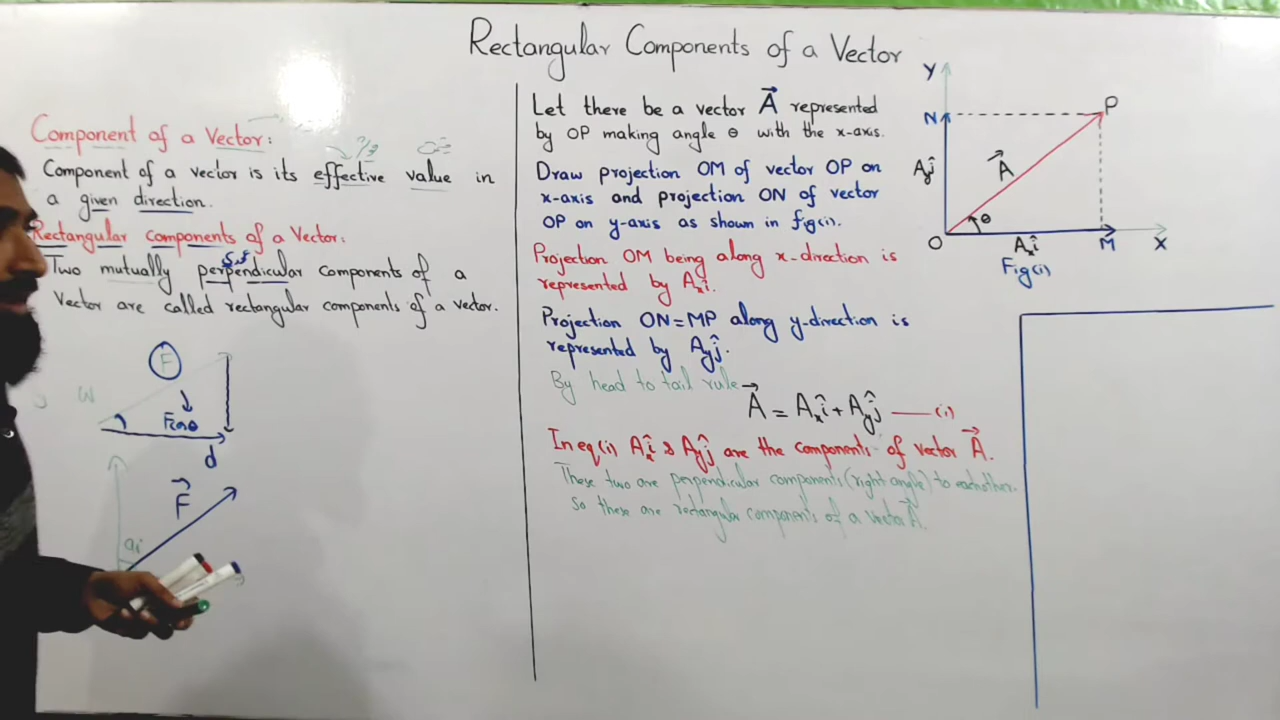 Rectangular Components of a Vector
Component of a Vector:
Component of a vector is its effective value in
a given direction.
Rectangular components of a Vector:
Two mutually perpendicular components of a
Vector are called rectangular components of a vector.
F
Fcosθ
d
F⃗
Let there be a vector A⃗ represented
by OP making angle θ with the x-axis.
Draw projection OM of vector OP on
x-axis and projection ON of vector
OP on y-axis as shown in fig(i).
Projection OM being along x-direction is
represented by Aₓî.
Projection ON=MP along y-direction is
represented by Ayĵ.
By head to tail rule
A⃗ = Aₓî + Ayĵ —— (i)
In eq(i) Aₓî & Ayĵ are the components of vector A⃗.
These two are perpendicular components (right angle) to eachother.
So these are rectangular components of a vector A⃗.
Y
N
P
Ayĵ
A⃗
θ
O
Aₓî
M
X
Fig(i)